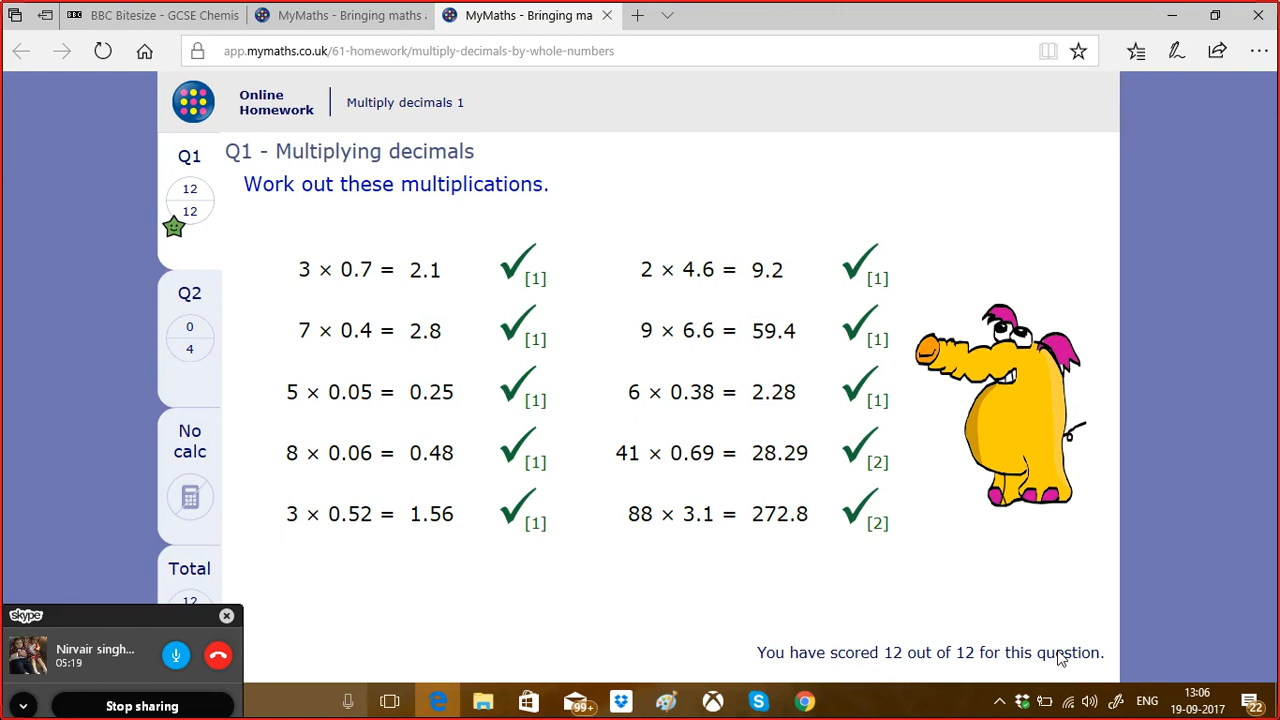 BBC BBC Bitesize - GCSE Chemis
MyMaths - Bringing maths a
MyMaths - Bringing ma
app.mymaths.co.uk/61-homework/multiply-decimals-by-whole-numbers
Online
Homework
Multiply decimals 1
Q1
12
12
Q1 - Multiplying decimals
Work out these multiplications.
3 × 0.7 = 2.1 [1]
2 × 4.6 = 9.2 [1]
7 × 0.4 = 2.8 [1]
9 × 6.6 = 59.4 [1]
5 × 0.05 = 0.25 [1]
6 × 0.38 = 2.28 [1]
8 × 0.06 = 0.48 [1]
41 × 0.69 = 28.29 [2]
3 × 0.52 = 1.56 [1]
88 × 3.1 = 272.8 [2]
Q2
0
4
No
calc
Total
12
You have scored 12 out of 12 for this question.
skype
Nirvair singh...
05:19
Stop sharing
99+
ENG
13:06
19-09-2017
22